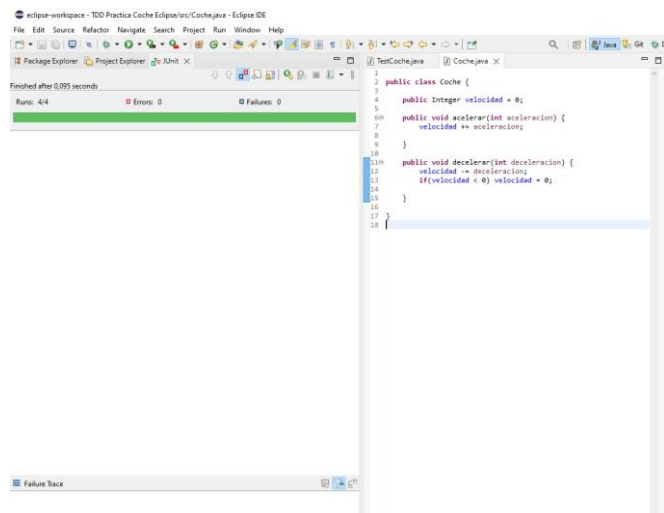 eclipse-workspace - TDD Practica Coche Eclipse/src/Coche.java - Eclipse IDE
File Edit Source Refactor Navigate Search Project Run Window Help
Java Git
Package Explorer Project Explorer JUnit
Finished after 0,095 seconds
Runs: 4/4 Errors: 0 Failures: 0
Failure Trace
TestCoche.java Coche.java
1
2 public class Coche {
3
4 public Integer velocidad = 0;
5
6 public void acelerar(int aceleracion) {
7 velocidad += aceleracion;
8
9 }
10
11 public void decelerar(int deceleracion) {
12 velocidad -= deceleracion;
13 if(velocidad < 0) velocidad = 0;
14
15 }
16
17 }
18